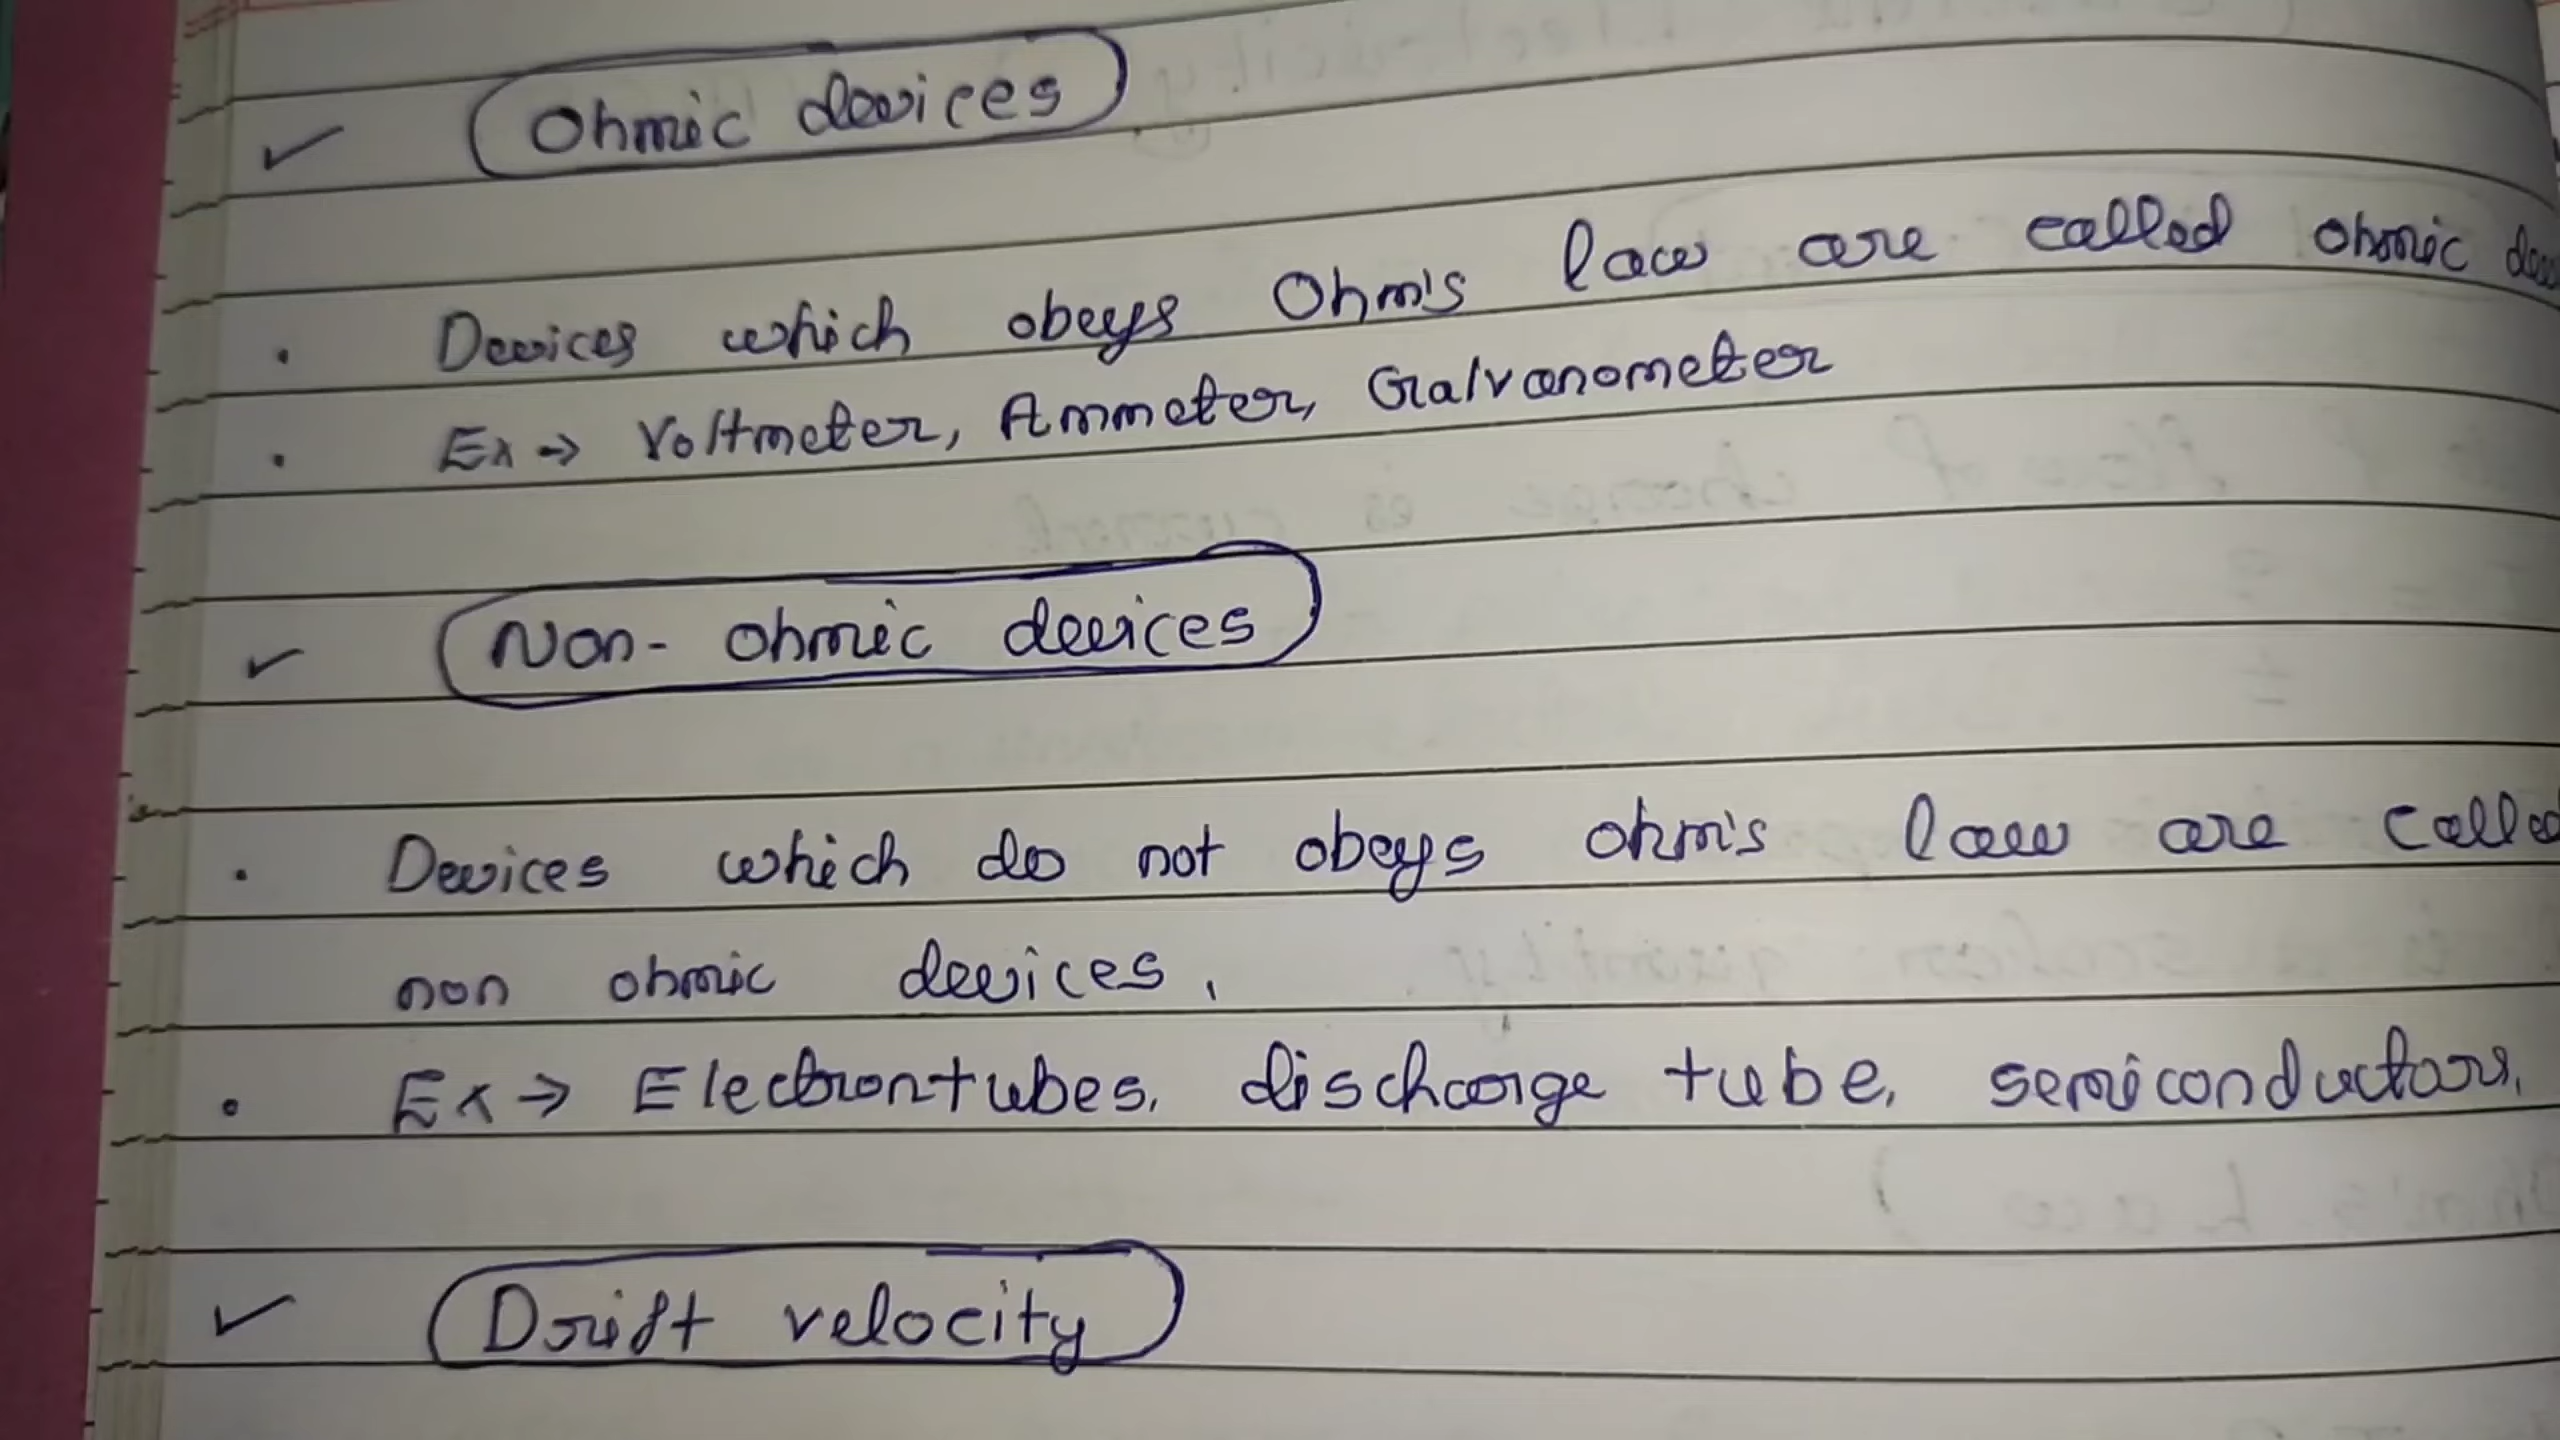 Ohmic devices
• Devices which obeys Ohm's law are called ohmic
• Ex → Voltmeter, Ammeter, Galvanometer
Non- ohmic devices
• Devices which do not obeys ohm's law are called
non ohmic devices.
• Ex → Electrontubes, discharge tube, semiconductors,
Drift velocity